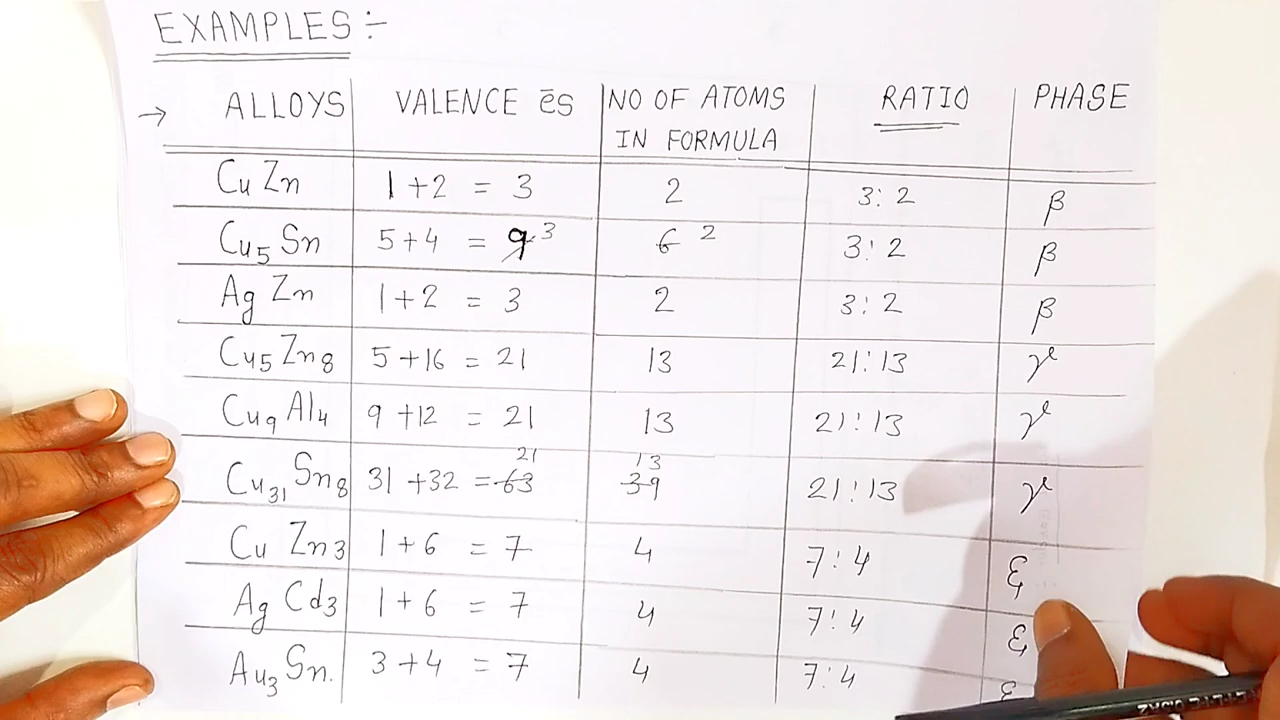 EXAMPLES :-
→ ALLOYS VALENCE ēs NO OF ATOMS IN FORMULA RATIO PHASE
CuZn 1+2 = 3 2 3:2 β
Cu5 Sn 5+4 = 9 3 6 2 3:2 β
Ag Zn 1+2 = 3 2 3:2 β
Cu5 Zn8 5+16 = 21 13 21:13 γ
Cu9 Al4 9+12 = 21 13 21:13 γ
Cu31 Sn8 31+32 = 63 21 39 13 21:13 γ
Cu Zn3 1+6 = 7 4 7:4 ξ
Ag Cd3 1+6 = 7 4 7:4 ξ
Au3 Sn. 3+4 = 7 4 7:4 ε